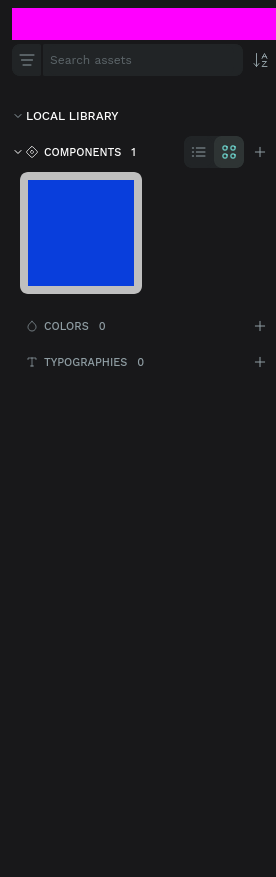 Search assets
A
Z
LOCAL LIBRARY
COMPONENTS 1
COLORS 0
TYPOGRAPHIES 0